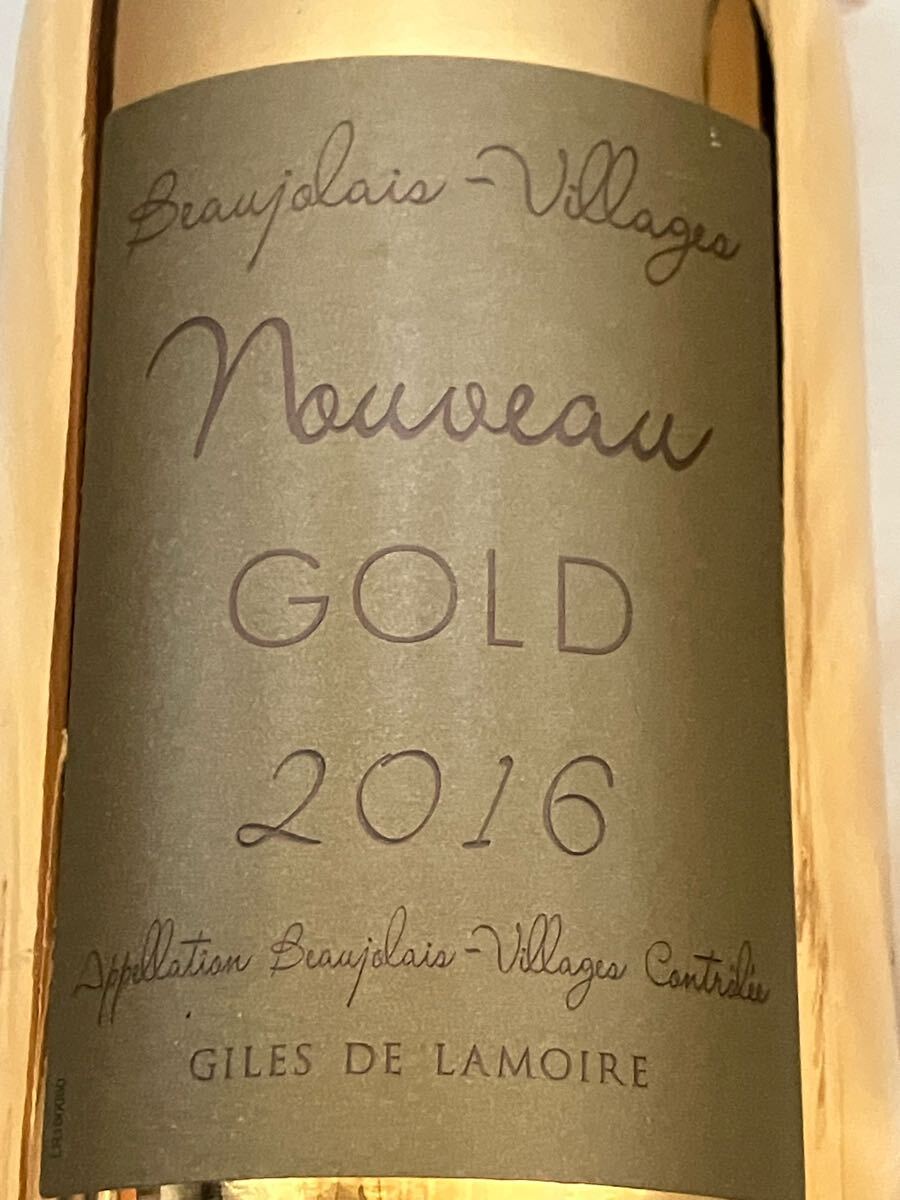 Beaujolais-Villages
Nouveau
GOLD
2016
Appellation Beaujolais-Villages Contrôlée
GILES DE LAMOIRE